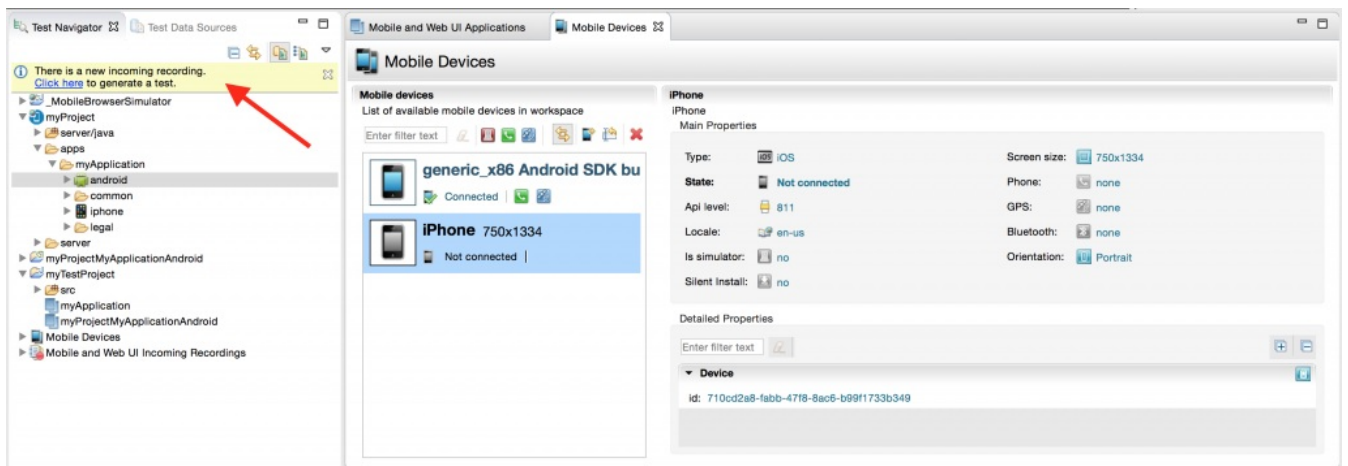 Test Navigator
Test Data Sources
There is a new incoming recording.
Click here to generate a test.
_MobileBrowserSimulator
myProject
server/java
apps
myApplication
android
common
iphone
legal
server
myProjectMyApplicationAndroid
myTestProject
src
myApplication
myProjectMyApplicationAndroid
Mobile Devices
Mobile and Web UI Incoming Recordings
Mobile and Web UI Applications
Mobile Devices
Mobile Devices
Mobile devices
List of available mobile devices in workspace
Enter filter text
generic_x86 Android SDK bu
Connected
iPhone 750x1334
Not connected
iPhone
iPhone
Main Properties
Type: iOS iOS
State: Not connected
Api level: 811
Locale: en-us
Is simulator: no
Silent Install: no
Screen size: 750x1334
Phone: none
GPS: none
Bluetooth: none
Orientation: Portrait
Detailed Properties
Enter filter text
Device
id: 710cd2a8-fabb-47f8-8ac6-b99f1733b349